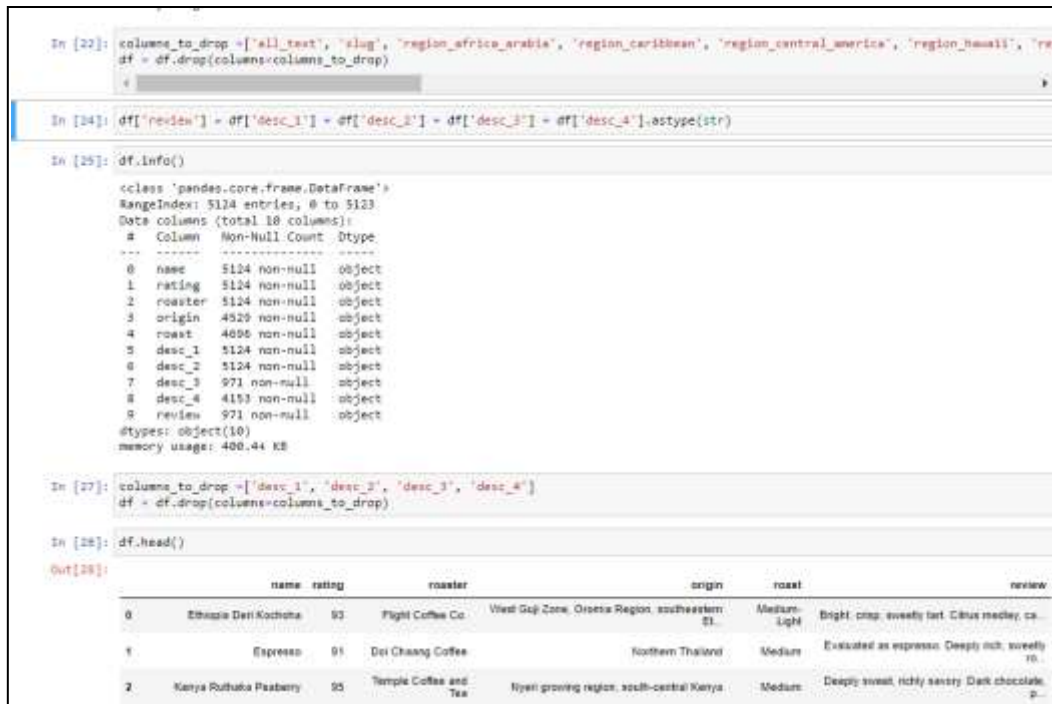 In [22]: columns_to_drop =['all_text', 'slug', 'region_africa_arabia', 'region_caribbean', 'region_central_america', 'region_hawaii', 're
df = df.drop(columns=columns_to_drop)
In [24]: df['review'] = df['desc_1'] + df['desc_2'] + df['desc_3'] + df['desc_4'].astype(str)
In [25]: df.info()
<class 'pandas.core.frame.DataFrame'>
RangeIndex: 5124 entries, 0 to 5123
Data columns (total 10 columns):
# Column Non-Null Count Dtype
--- ------ -------------- -----
0 name 5124 non-null object
1 rating 5124 non-null object
2 roaster 5124 non-null object
3 origin 4529 non-null object
4 roast 4696 non-null object
5 desc_1 5124 non-null object
6 desc_2 5124 non-null object
7 desc_3 971 non-null object
8 desc_4 4153 non-null object
9 review 971 non-null object
dtypes: object(10)
memory usage: 400.4+ KB
In [27]: columns_to_drop =['desc_1', 'desc_2', 'desc_3', 'desc_4']
df = df.drop(columns=columns_to_drop)
In [28]: df.head()
Out[28]:
name rating roaster origin roast review
0 Ethiopia Deri Kochoha 93 Flight Coffee Co. West Guji Zone, Oromia Region, southeastern Et... Medium-Light Bright, crisp, sweetly tart. Citrus medley, ca...
1 Espresso 91 Doi Chaang Coffee Northern Thailand Medium Evaluated as espresso. Deeply rich, sweetly ro...
2 Kenya Ruthaka Peaberry 95 Temple Coffee and Tea Nyeri growing region, south-central Kenya Medium Deeply sweet, richly savory. Dark chocolate, p...